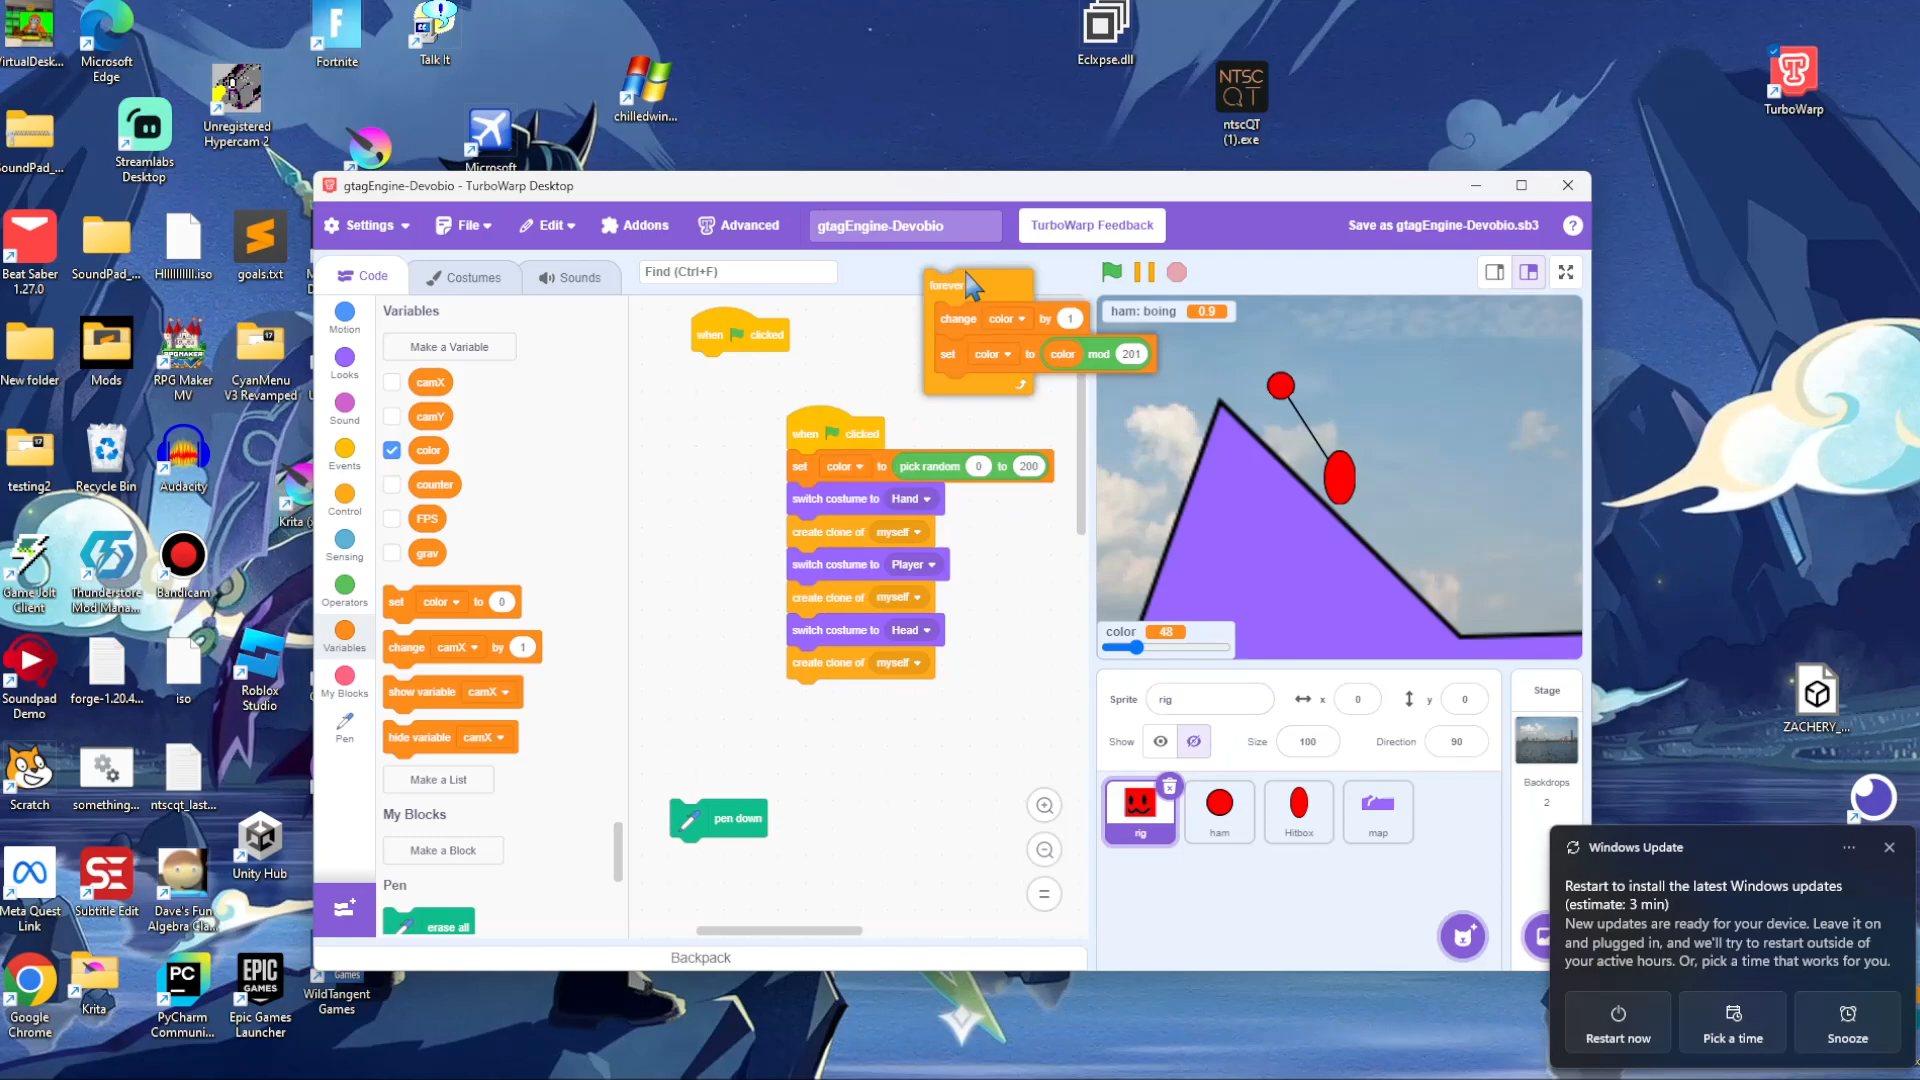 VirtualDesk...
Microsoft
Edge
Fortnite
Talk It
Eclxpse.dll
NTSC
QT
ntscQT
(1).exe
TurboWarp
SoundPad_...
Streamlabs
Desktop
Unregistered
Hypercam 2
Microsoft
chilledwin...
gtagEngine-Devobio - TurboWarp Desktop
Settings
File
Edit
Addons
Advanced
gtagEngine-Devobio
TurboWarp Feedback
Save as gtagEngine-Devobio.sb3
?
Code
Costumes
Sounds
Find (Ctrl+F)
Beat Saber
1.27.0
SoundPad_...
HIIIIIIIII.iso
goals.txt
New folder
Mods
RPG Maker
MV
CyanMenu
V3 Revamped
testing2
Recycle Bin
Audacity
Krita
Game Jolt
Client
Thunderstore
Mod Mana...
Bandicam
Soundpad
Demo
forge-1.20.4...
iso
Roblox
Studio
Scratch
something...
ntscqt_last...
Unity Hub
Meta Quest
Link
Subtitle Edit
Dave's Fun
Algebra Cla...
Google
Chrome
Krita
PC
PyCharm
Communi...
EPIC
GAMES
Epic Games
Launcher
Games
WildTangent
Games
Motion
Looks
Sound
Events
Control
Sensing
Operators
Variables
My Blocks
Pen
Variables
Make a Variable
camX
camY
color
counter
FPS
grav
set color to 0
change camX by 1
show variable camX
hide variable camX
Make a List
My Blocks
Make a Block
Pen
erase all
when clicked
forever
change color by 1
set color to color mod 201
when clicked
set color to pick random 0 to 200
switch costume to Hand
create clone of myself
switch costume to Player
create clone of myself
switch costume to Head
create clone of myself
pen down
Backpack
ham: boing 0.9
color 48
Sprite rig x 0 y 0
Show Size 100 Direction 90
rig
ham
Hitbox
map
Stage
Backdrops
2
ZACHERY_...
Windows Update
Restart to install the latest Windows updates
(estimate: 3 min)
New updates are ready for your device. Leave it on
and plugged in, and we'll try to restart outside of
your active hours. Or, pick a time that works for you.
Restart now
Pick a time
Snooze